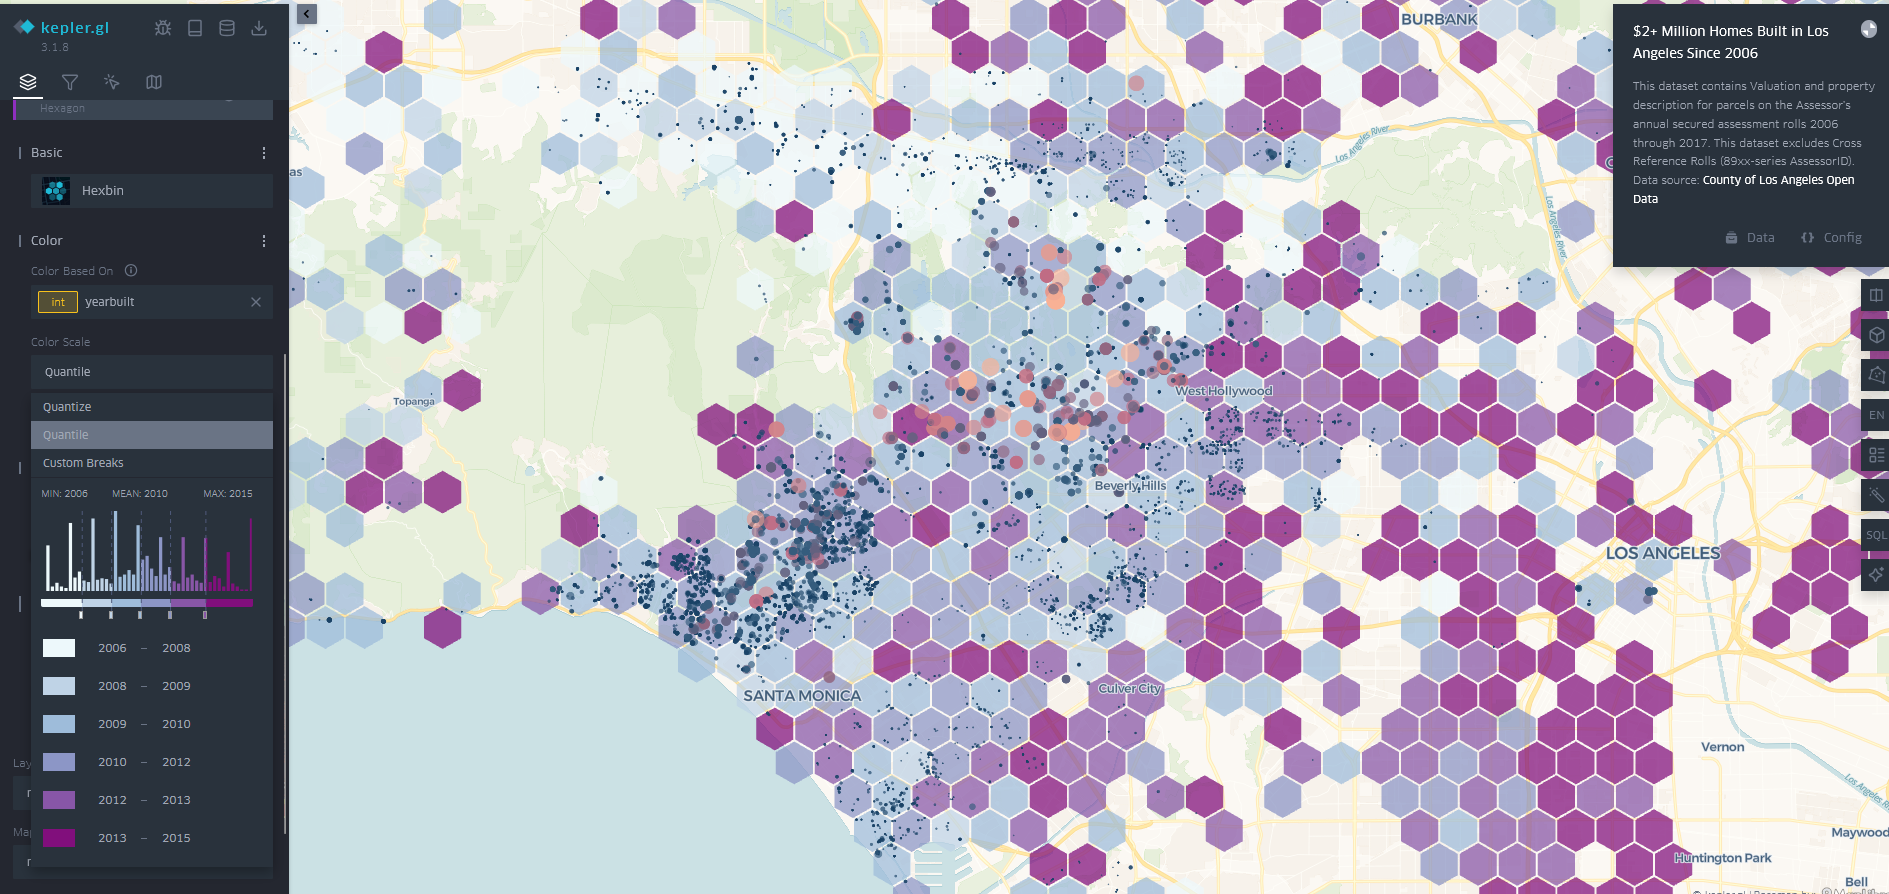 kepler.gl
3.1.8
Hexagon
Basic
Hexbin
Color
Color Based On
int yearbuilt
Color Scale
Quantile
Quantize
Quantile
Custom Breaks
MIN: 2006 MEAN: 2010 MAX: 2015
2006 – 2008
2008 – 2009
2009 – 2010
2010 – 2012
2012 – 2013
2013 – 2015
BURBANK
Los Angeles River
Los Angeles River
Topanga
West Hollywood
Beverly Hills
LOS ANGELES
SANTA MONICA
Culver City
Vernon
Los Angeles
Maywood
Huntington Park
Bell
$2+ Million Homes Built in Los
Angeles Since 2006
This dataset contains Valuation and property
description for parcels on the Assessor's
annual secured assessment rolls 2006
through 2017. This dataset excludes Cross
Reference Rolls (89xx-series AssessorID).
Data source: County of Los Angeles Open
Data
Data Config
EN
SQL